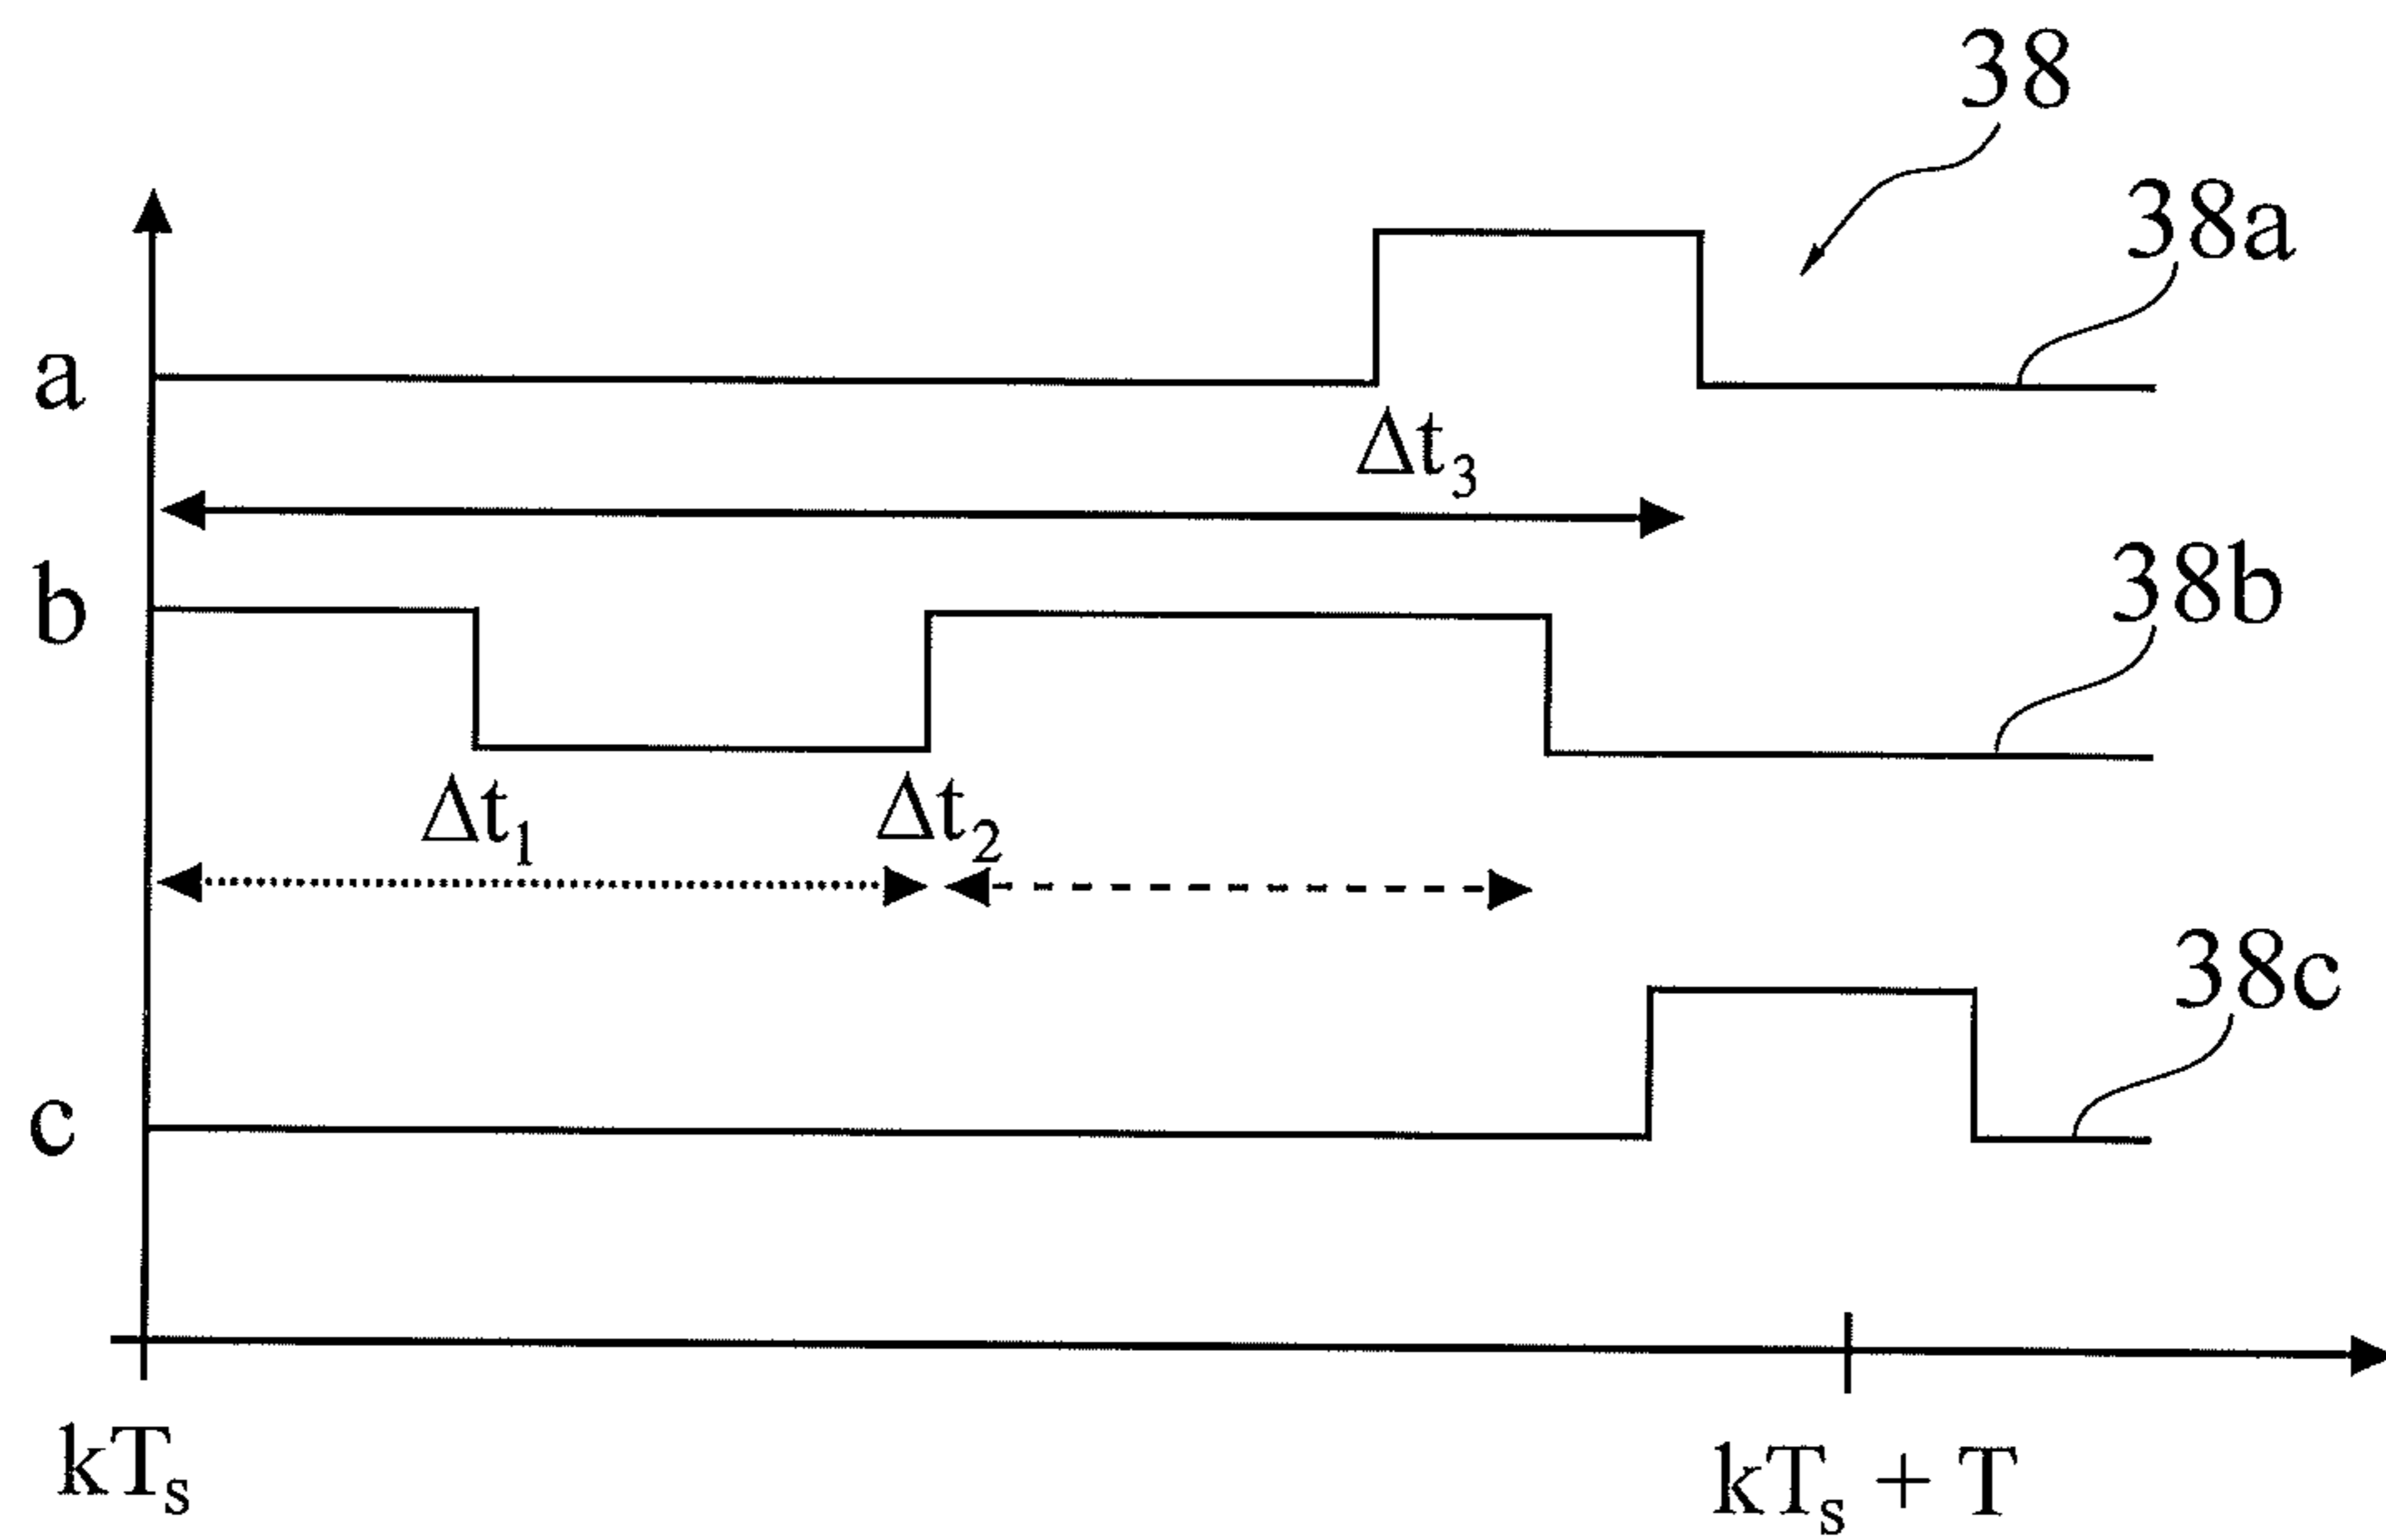 38
38a
a
Δt₃
b
38b
Δt₁
Δt₂
38c
c
kTₛ
kTₛ + T